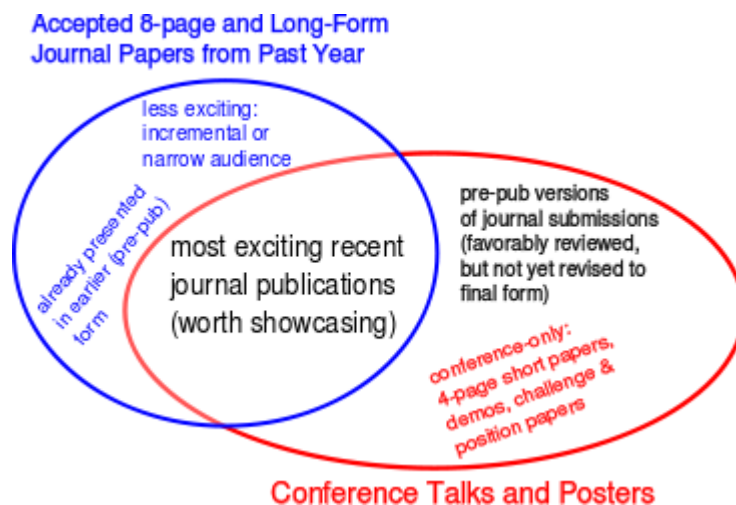 Accepted 8-page and Long-Form
Journal Papers from Past Year
less exciting:
incremental or
narrow audience
already presented
in earlier (pre-pub)
form
most exciting recent
journal publications
(worth showcasing)
pre-pub versions
of journal submissions
(favorably reviewed,
but not yet revised to
final form)
conference-only:
4-page short papers,
demos, challenge &
position papers
Conference Talks and Posters